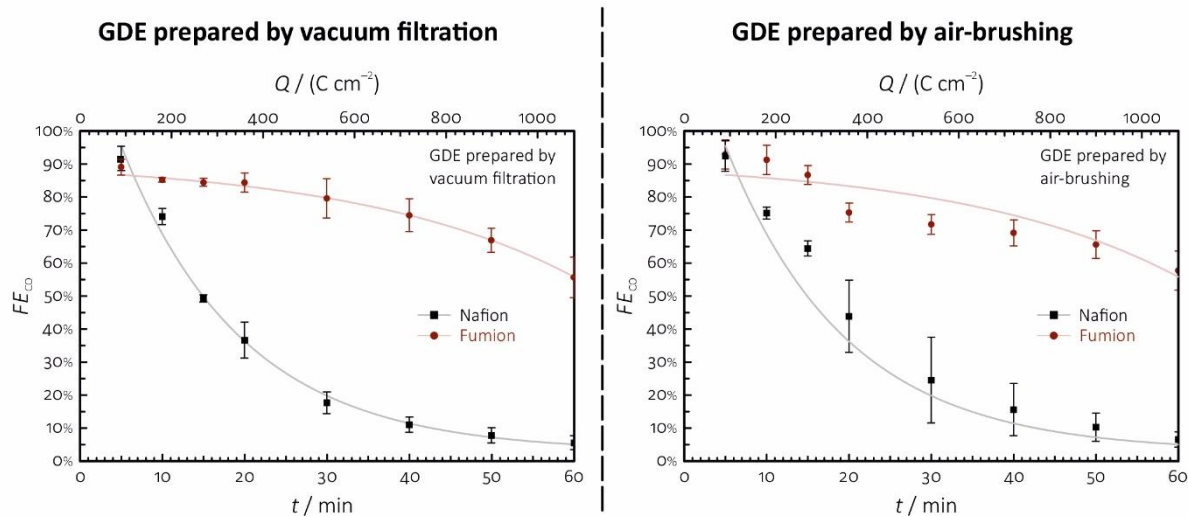 GDE prepared by vacuum filtration
Q / (C cm⁻²)
0 200 400 600 800 1000
100%
90%
80%
70%
60%
50%
40%
30%
20%
10%
0%
FE_CO
GDE prepared by
vacuum filtration
Nafion
Fumion
0 10 20 30 40 50 60
t / min
GDE prepared by air-brushing
Q / (C cm⁻²)
0 200 400 600 800 1000
100%
90%
80%
70%
60%
50%
40%
30%
20%
10%
0%
FE_CO
GDE prepared by
air-brushing
Nafion
Fumion
0 10 20 30 40 50 60
t / min